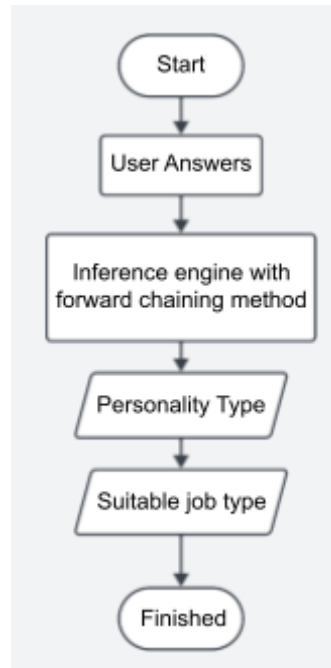 Start
User Answers
Inference engine with
forward chaining method
Personality Type
Suitable job type
Finished